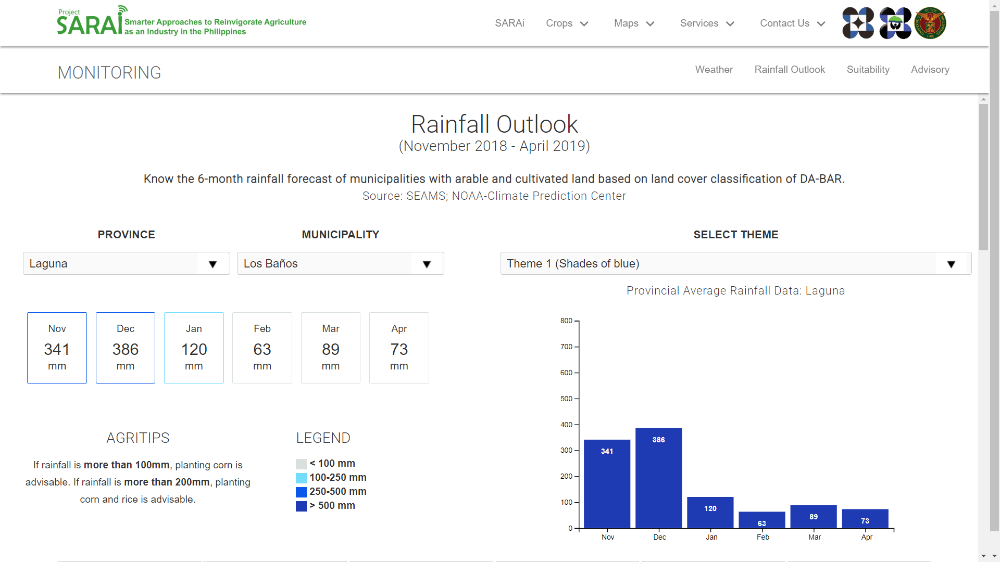 Project
SARAi
Smarter Approaches to Reinvigorate Agriculture
as an Industry in the Philippines
SARAi
Crops
Maps
Services
Contact Us
MONITORING
Weather
Rainfall Outlook
Suitability
Advisory
Rainfall Outlook
(November 2018 - April 2019)
Know the 6-month rainfall forecast of municipalities with arable and cultivated land based on land cover classification of DA-BAR.
Source: SEAMS; NOAA-Climate Prediction Center
PROVINCE
MUNICIPALITY
SELECT THEME
Laguna
Los Baños
Theme 1 (Shades of blue)
Nov
341
mm
Dec
386
mm
Jan
120
mm
Feb
63
mm
Mar
89
mm
Apr
73
mm
AGRITIPS
If rainfall is more than 100mm, planting corn is
advisable. If rainfall is more than 200mm, planting
corn and rice is advisable.
LEGEND
< 100 mm
100-250 mm
250-500 mm
> 500 mm
Provincial Average Rainfall Data: Laguna
800
700
600
500
400
300
200
100
0
341
386
120
63
89
73
Nov
Dec
Jan
Feb
Mar
Apr